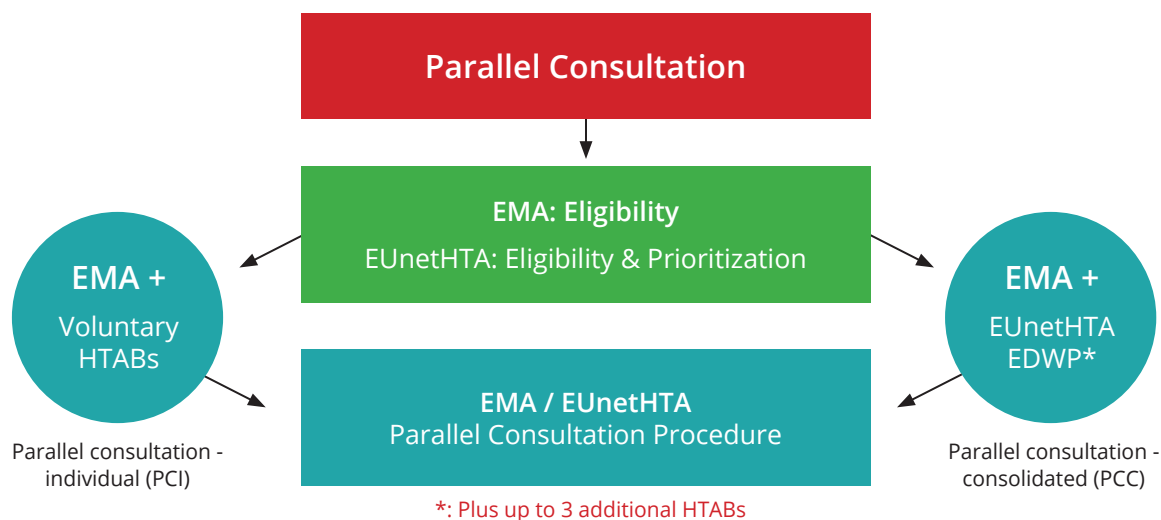 Parallel Consultation
EMA: Eligibility
EUnetHTA: Eligibility & Prioritization
EMA +
Voluntary
HTABs
Parallel consultation -
individual (PCI)
EMA +
EUnetHTA
EDWP*
Parallel consultation -
consolidated (PCC)
EMA / EUnetHTA
Parallel Consultation Procedure
*: Plus up to 3 additional HTABs